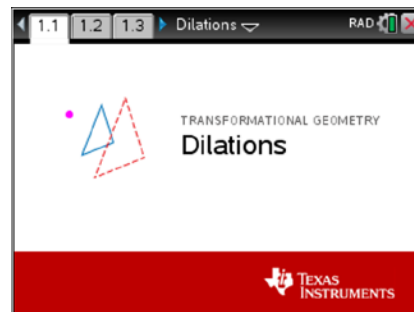 1.1 1.2 1.3 Dilations RAD
TRANSFORMATIONAL GEOMETRY
Dilations
TEXAS
INSTRUMENTS